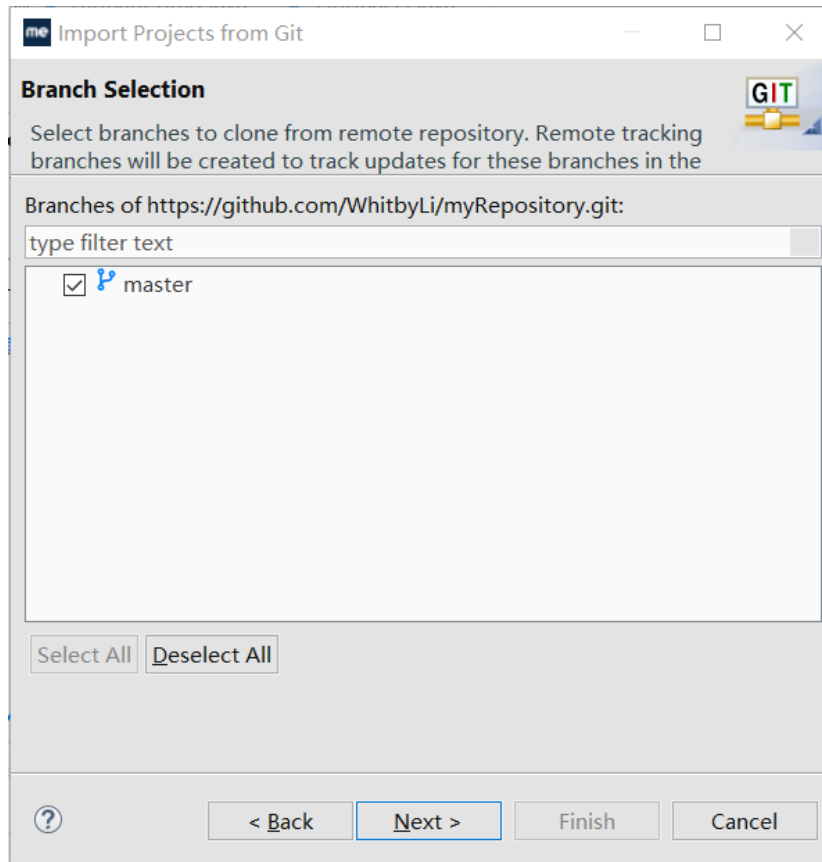 me Import Projects from Git
Branch Selection
GIT
Select branches to clone from remote repository. Remote tracking
branches will be created to track updates for these branches in the
Branches of https://github.com/WhitbyLi/myRepository.git:
type filter text
master
Select All Deselect All
? < Back Next > Finish Cancel